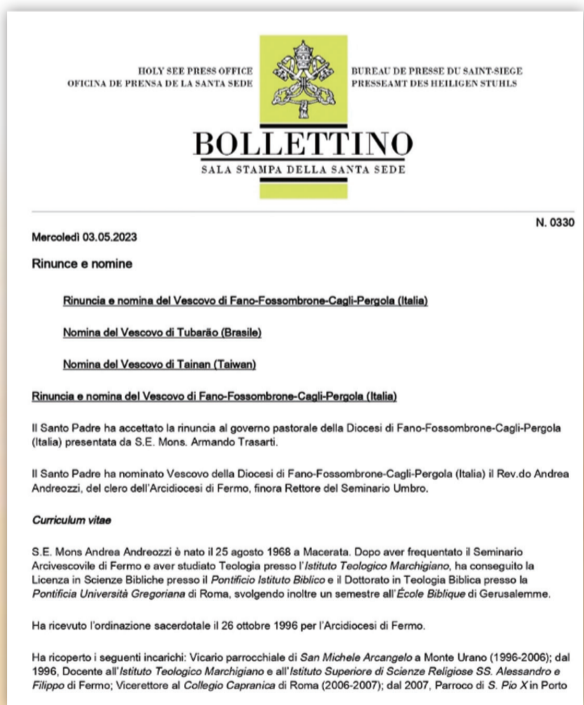 HOLY SEE PRESS OFFICE
OFICINA DE PRENSA DE LA SANTA SEDE
BUREAU DE PRESSE DU SAINT-SIEGE
PRESSEAMT DES HEILIGEN STUHLS
BOLLETTINO
SALA STAMPA DELLA SANTA SEDE
N. 0330
Mercoledì 03.05.2023
Rinunce e nomine
Rinuncia e nomina del Vescovo di Fano-Fossombrone-Cagli-Pergola (Italia)
Nomina del Vescovo di Tubarão (Brasile)
Nomina del Vescovo di Tainan (Taiwan)
Rinuncia e nomina del Vescovo di Fano-Fossombrone-Cagli-Pergola (Italia)
Il Santo Padre ha accettato la rinuncia al governo pastorale della Diocesi di Fano-Fossombrone-Cagli-Pergola
(Italia) presentata da S.E. Mons. Armando Trasarti.
Il Santo Padre ha nominato Vescovo della Diocesi di Fano-Fossombrone-Cagli-Pergola (Italia) il Rev.do Andrea
Andreozzi, del clero dell'Arcidiocesi di Fermo, finora Rettore del Seminario Umbro.
Curriculum vitae
S.E. Mons Andrea Andreozzi è nato il 25 agosto 1968 a Macerata. Dopo aver frequentato il Seminario
Arcivescovile di Fermo e aver studiato Teologia presso l'Istituto Teologico Marchigiano, ha conseguito la
Licenza in Scienze Bibliche presso il Pontificio Istituto Biblico e il Dottorato in Teologia Biblica presso la
Pontificia Università Gregoriana di Roma, svolgendo inoltre un semestre all'École Biblique di Gerusalemme.
Ha ricevuto l'ordinazione sacerdotale il 26 ottobre 1996 per l'Arcidiocesi di Fermo.
Ha ricoperto i seguenti incarichi: Vicario parrocchiale di San Michele Arcangelo a Monte Urano (1996-2006); dal
1996, Docente all'Istituto Teologico Marchigiano e all'Istituto Superiore di Scienze Religiose SS. Alessandro e
Filippo di Fermo; Vicerettore al Collegio Capranica di Roma (2006-2007); dal 2007, Parroco di S. Pio X in Porto